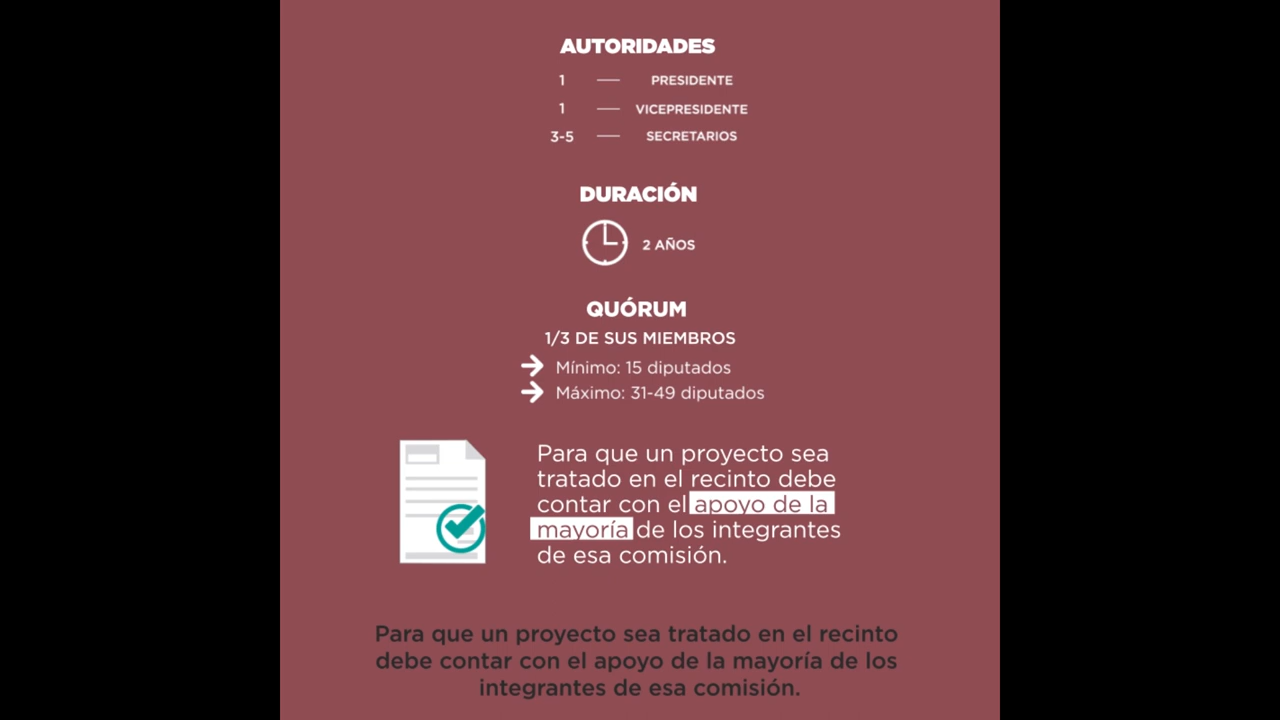 AUTORIDADES
1 — PRESIDENTE
1 — VICEPRESIDENTE
3-5 — SECRETARIOS
DURACIÓN
2 AÑOS
QUÓRUM
1/3 DE SUS MIEMBROS
Mínimo: 15 diputados
Máximo: 31-49 diputados
Para que un proyecto sea
tratado en el recinto debe
contar con el apoyo de la
mayoría de los integrantes
de esa comisión.
Para que un proyecto sea tratado en el recinto
debe contar con el apoyo de la mayoría de los
integrantes de esa comisión.